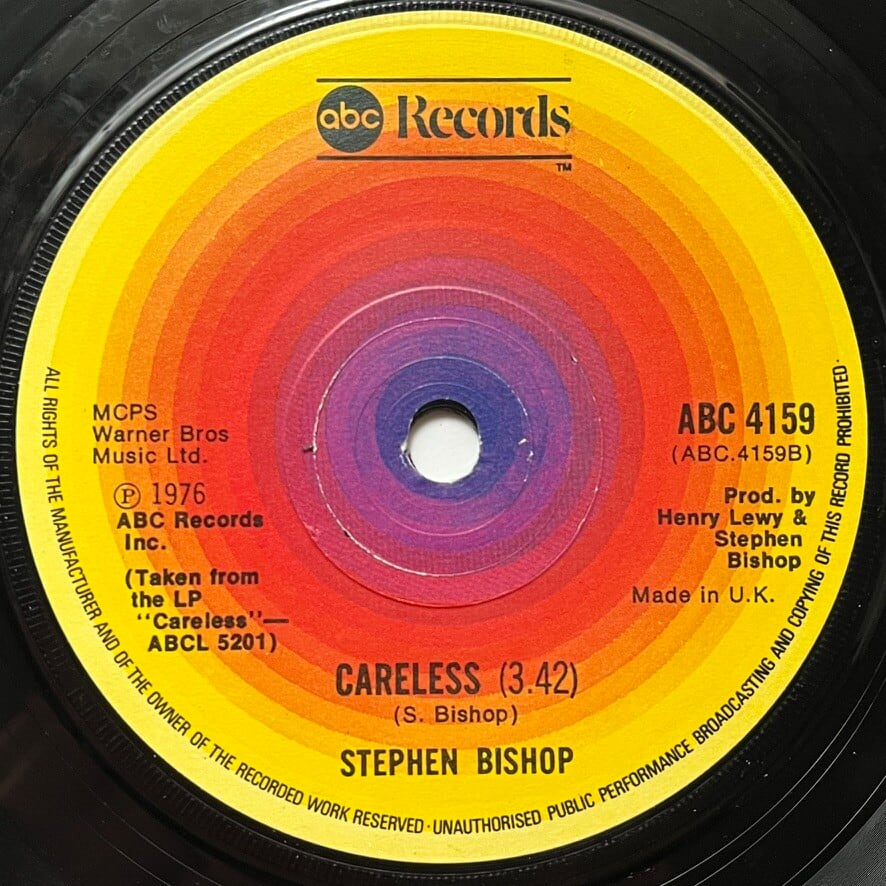 abc Records
TM
MCPS
Warner Bros
Music Ltd.
℗ 1976
ABC Records
Inc.
(Taken from
the LP
"Careless"—
ABCL 5201)
ABC 4159
(ABC.4159B)
Prod. by
Henry Lewy &
Stephen
Bishop
Made in U.K.
CARELESS (3.42)
(S. Bishop)
STEPHEN BISHOP
ALL RIGHTS OF THE MANUFACTURER AND OF THE OWNER OF THE RECORDED WORK RESERVED · UNAUTHORISED PUBLIC PERFORMANCE BROADCASTING AND COPYING OF THIS RECORD PROHIBITED ·